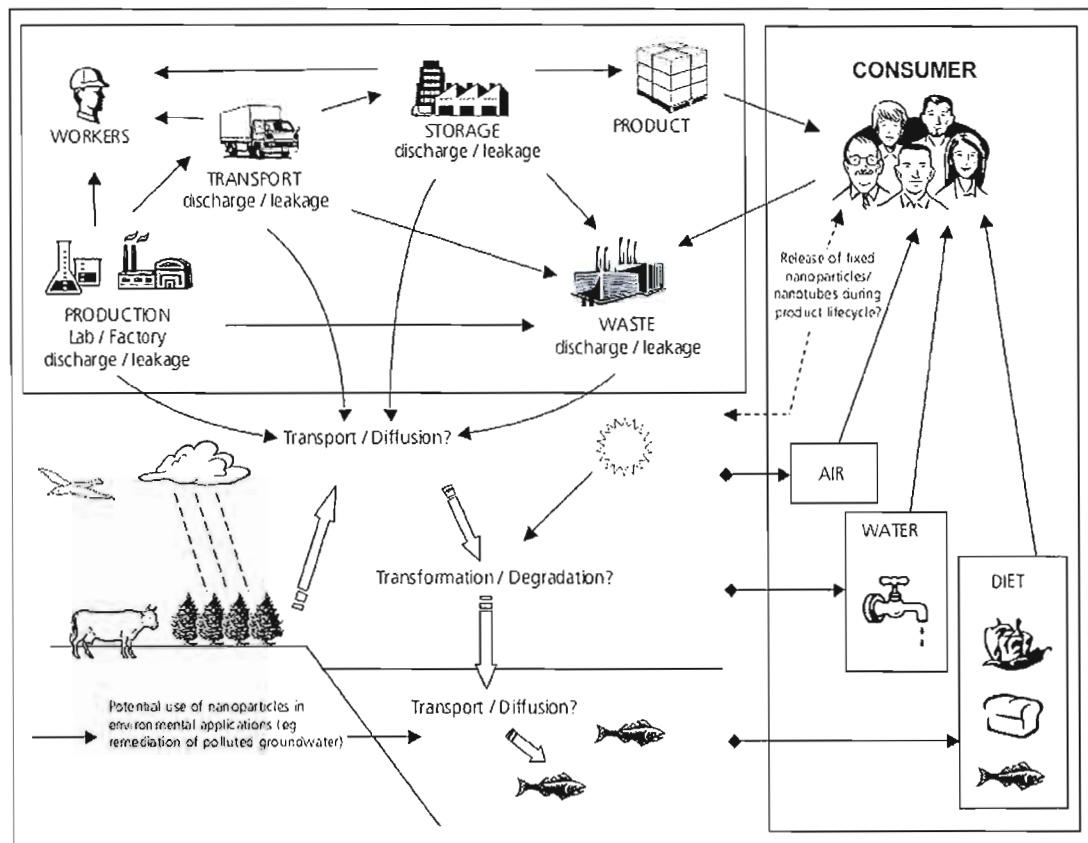 CONSUMER
WORKERS
STORAGE
discharge / leakage
PRODUCT
TRANSPORT
discharge / leakage
PRODUCTION
Lab / Factory
discharge / leakage
WASTE
discharge / leakage
Release of fixed
nanoparticles/
nanotubes during
product lifecycle?
Transport / Diffusion?
AIR
WATER
Transformation / Degradation?
DIET
Potential use of nanoparticles in
environmental applications (eg
remediation of polluted groundwater)
Transport / Diffusion?